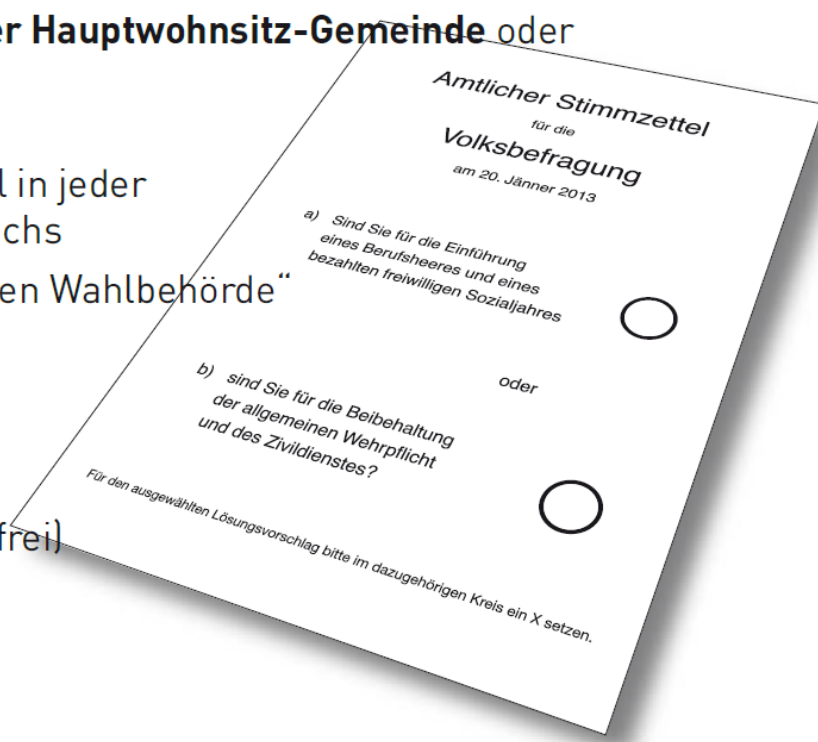 er Hauptwohnsitz-Gemeinde oder
l in jeder
chs
en Wahlbehörde“
frei)
Amtlicher Stimmzettel
für die
Volksbefragung
am 20. Jänner 2013
a) Sind Sie für die Einführung
eines Berufsheeres und eines
bezahlten freiwilligen Sozialjahres
oder
b) sind Sie für die Beibehaltung
der allgemeinen Wehrpflicht
und des Zivildienstes?
Für den ausgewählten Lösungsvorschlag bitte im dazugehörigen Kreis ein X setzen.